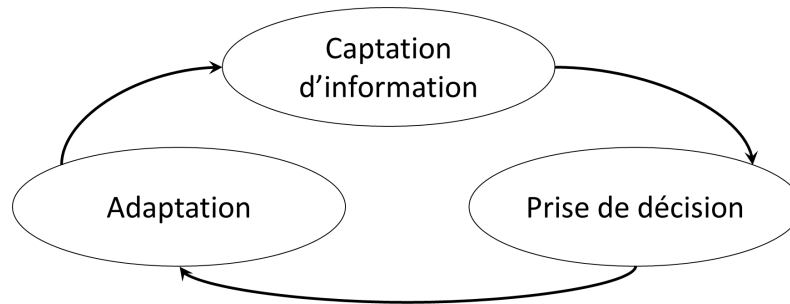 Captation
d’information
Adaptation
Prise de décision